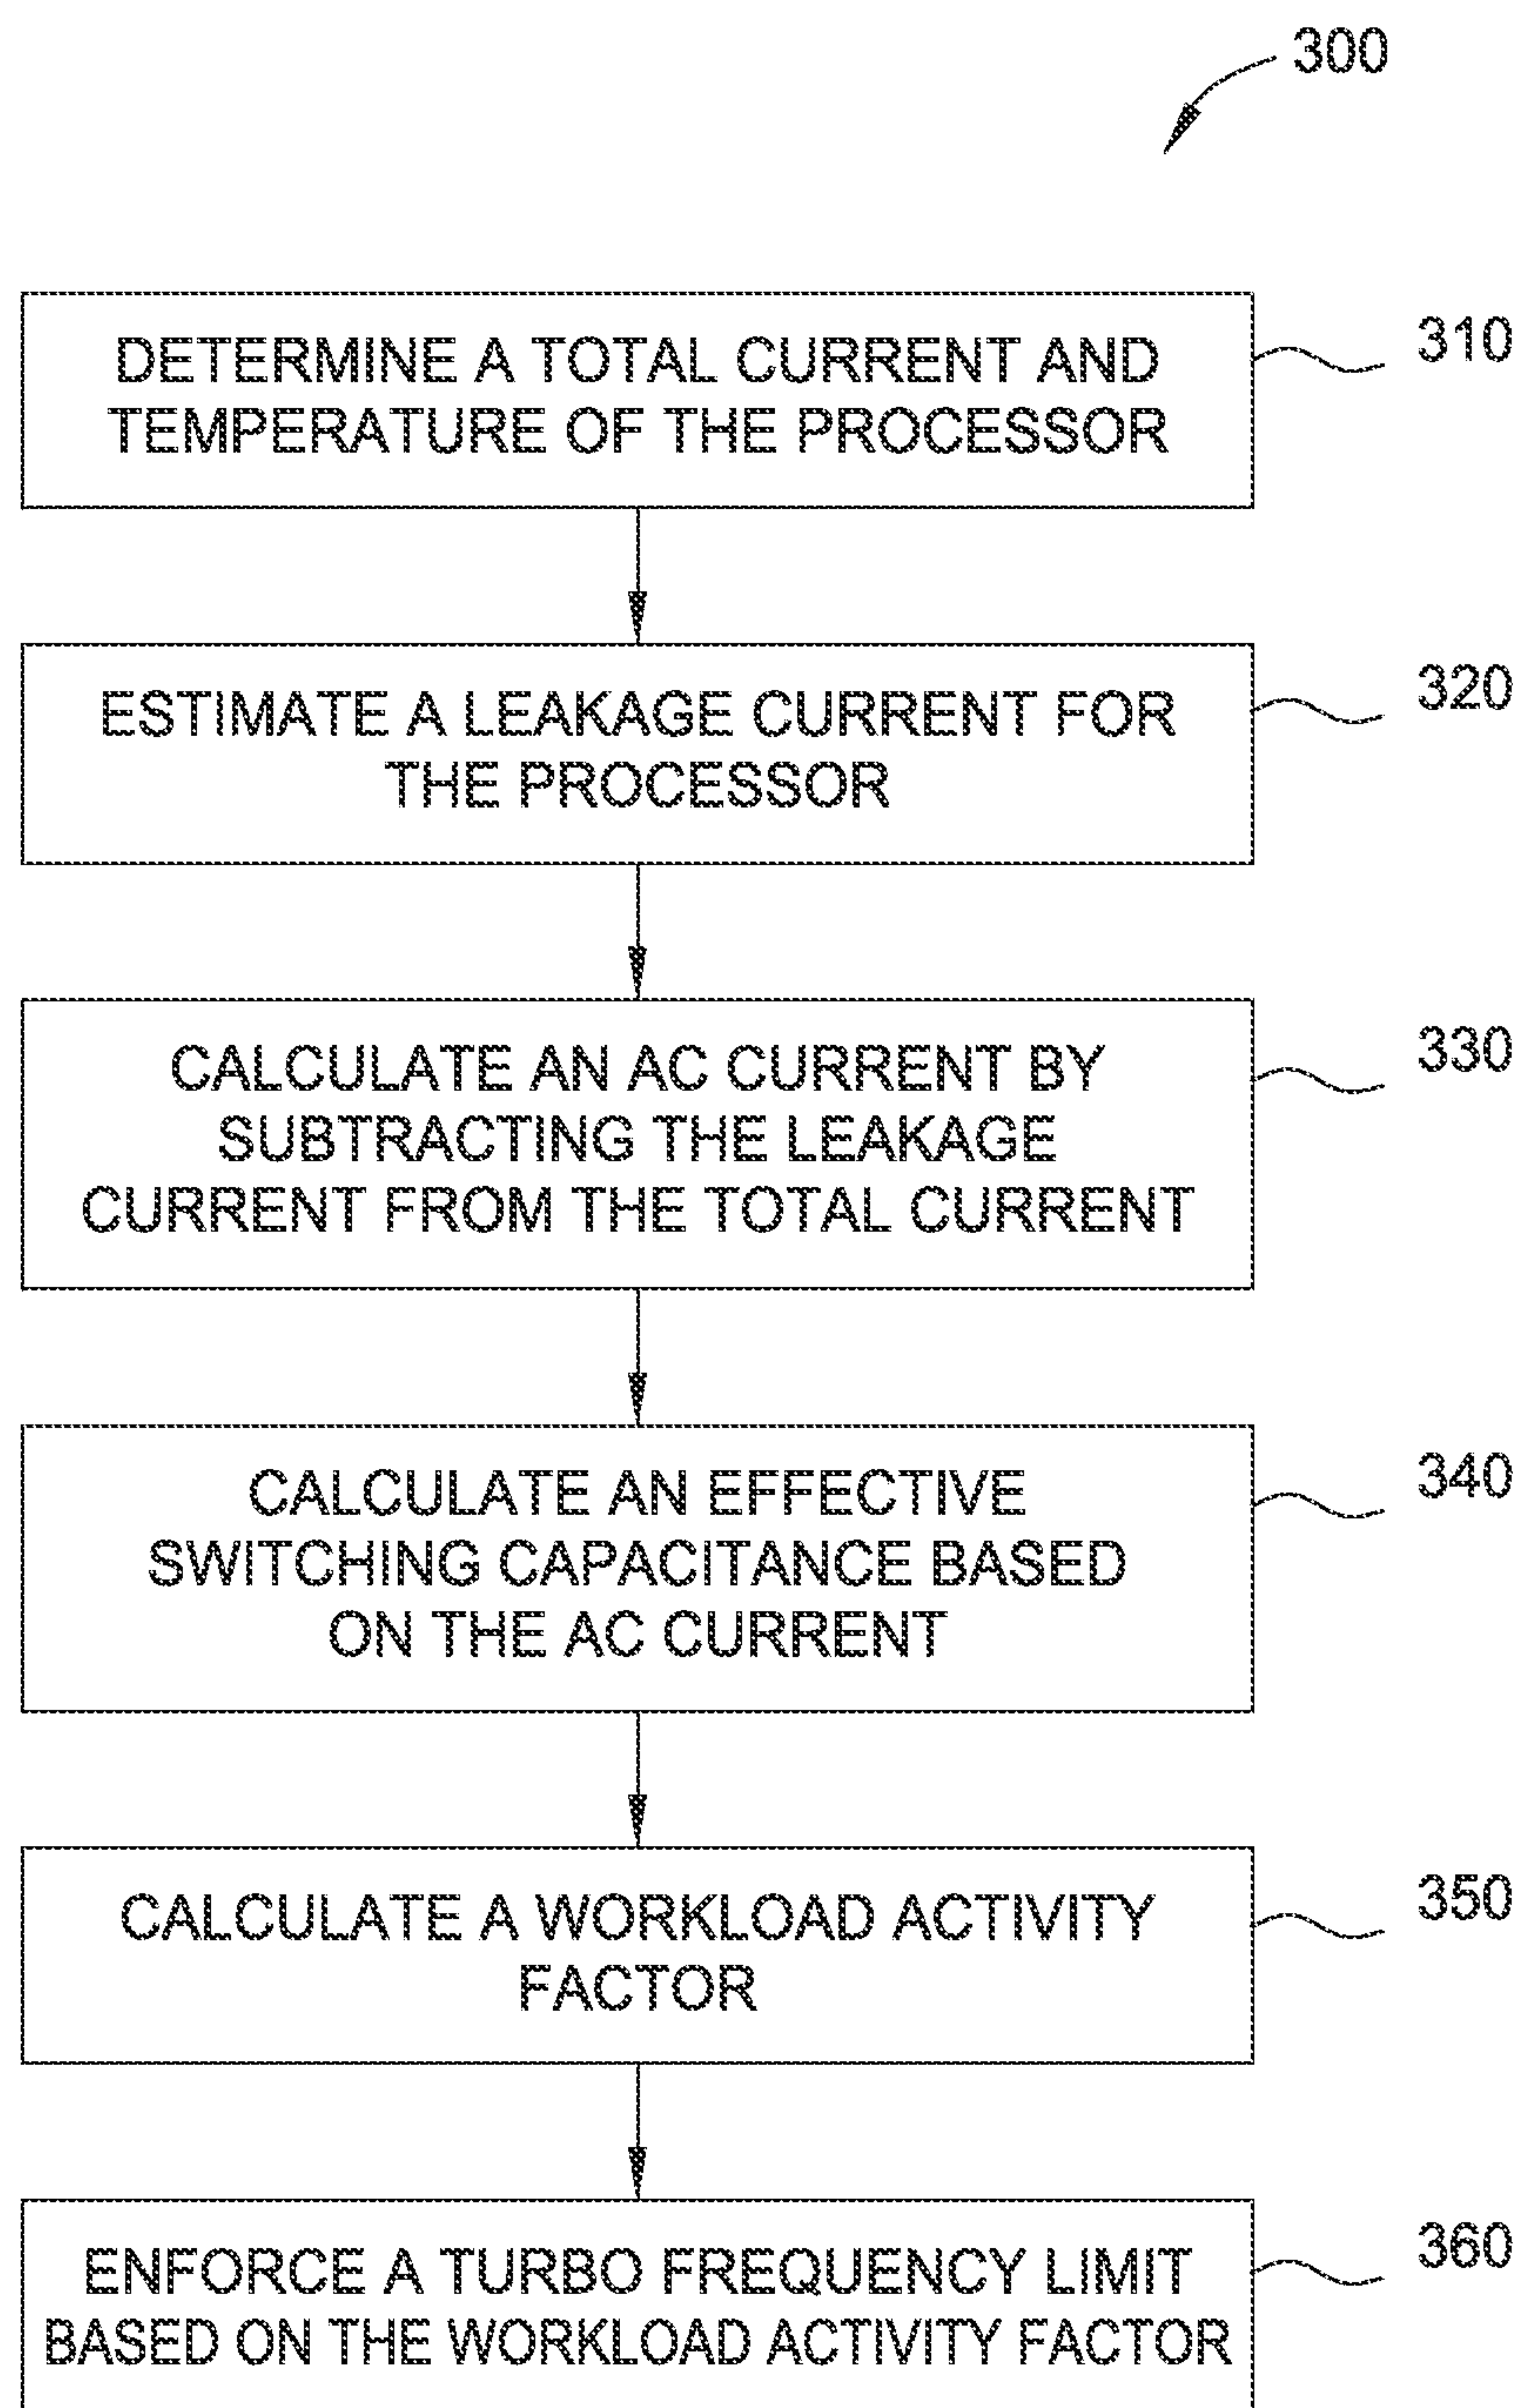 300
DETERMINE A TOTAL CURRENT AND
TEMPERATURE OF THE PROCESSOR
310
ESTIMATE A LEAKAGE CURRENT FOR
THE PROCESSOR
320
CALCULATE AN AC CURRENT BY
SUBTRACTING THE LEAKAGE
CURRENT FROM THE TOTAL CURRENT
330
CALCULATE AN EFFECTIVE
SWITCHING CAPACITANCE BASED
ON THE AC CURRENT
340
CALCULATE A WORKLOAD ACTIVITY
FACTOR
350
ENFORCE A TURBO FREQUENCY LIMIT
BASED ON THE WORKLOAD ACTIVITY FACTOR
360